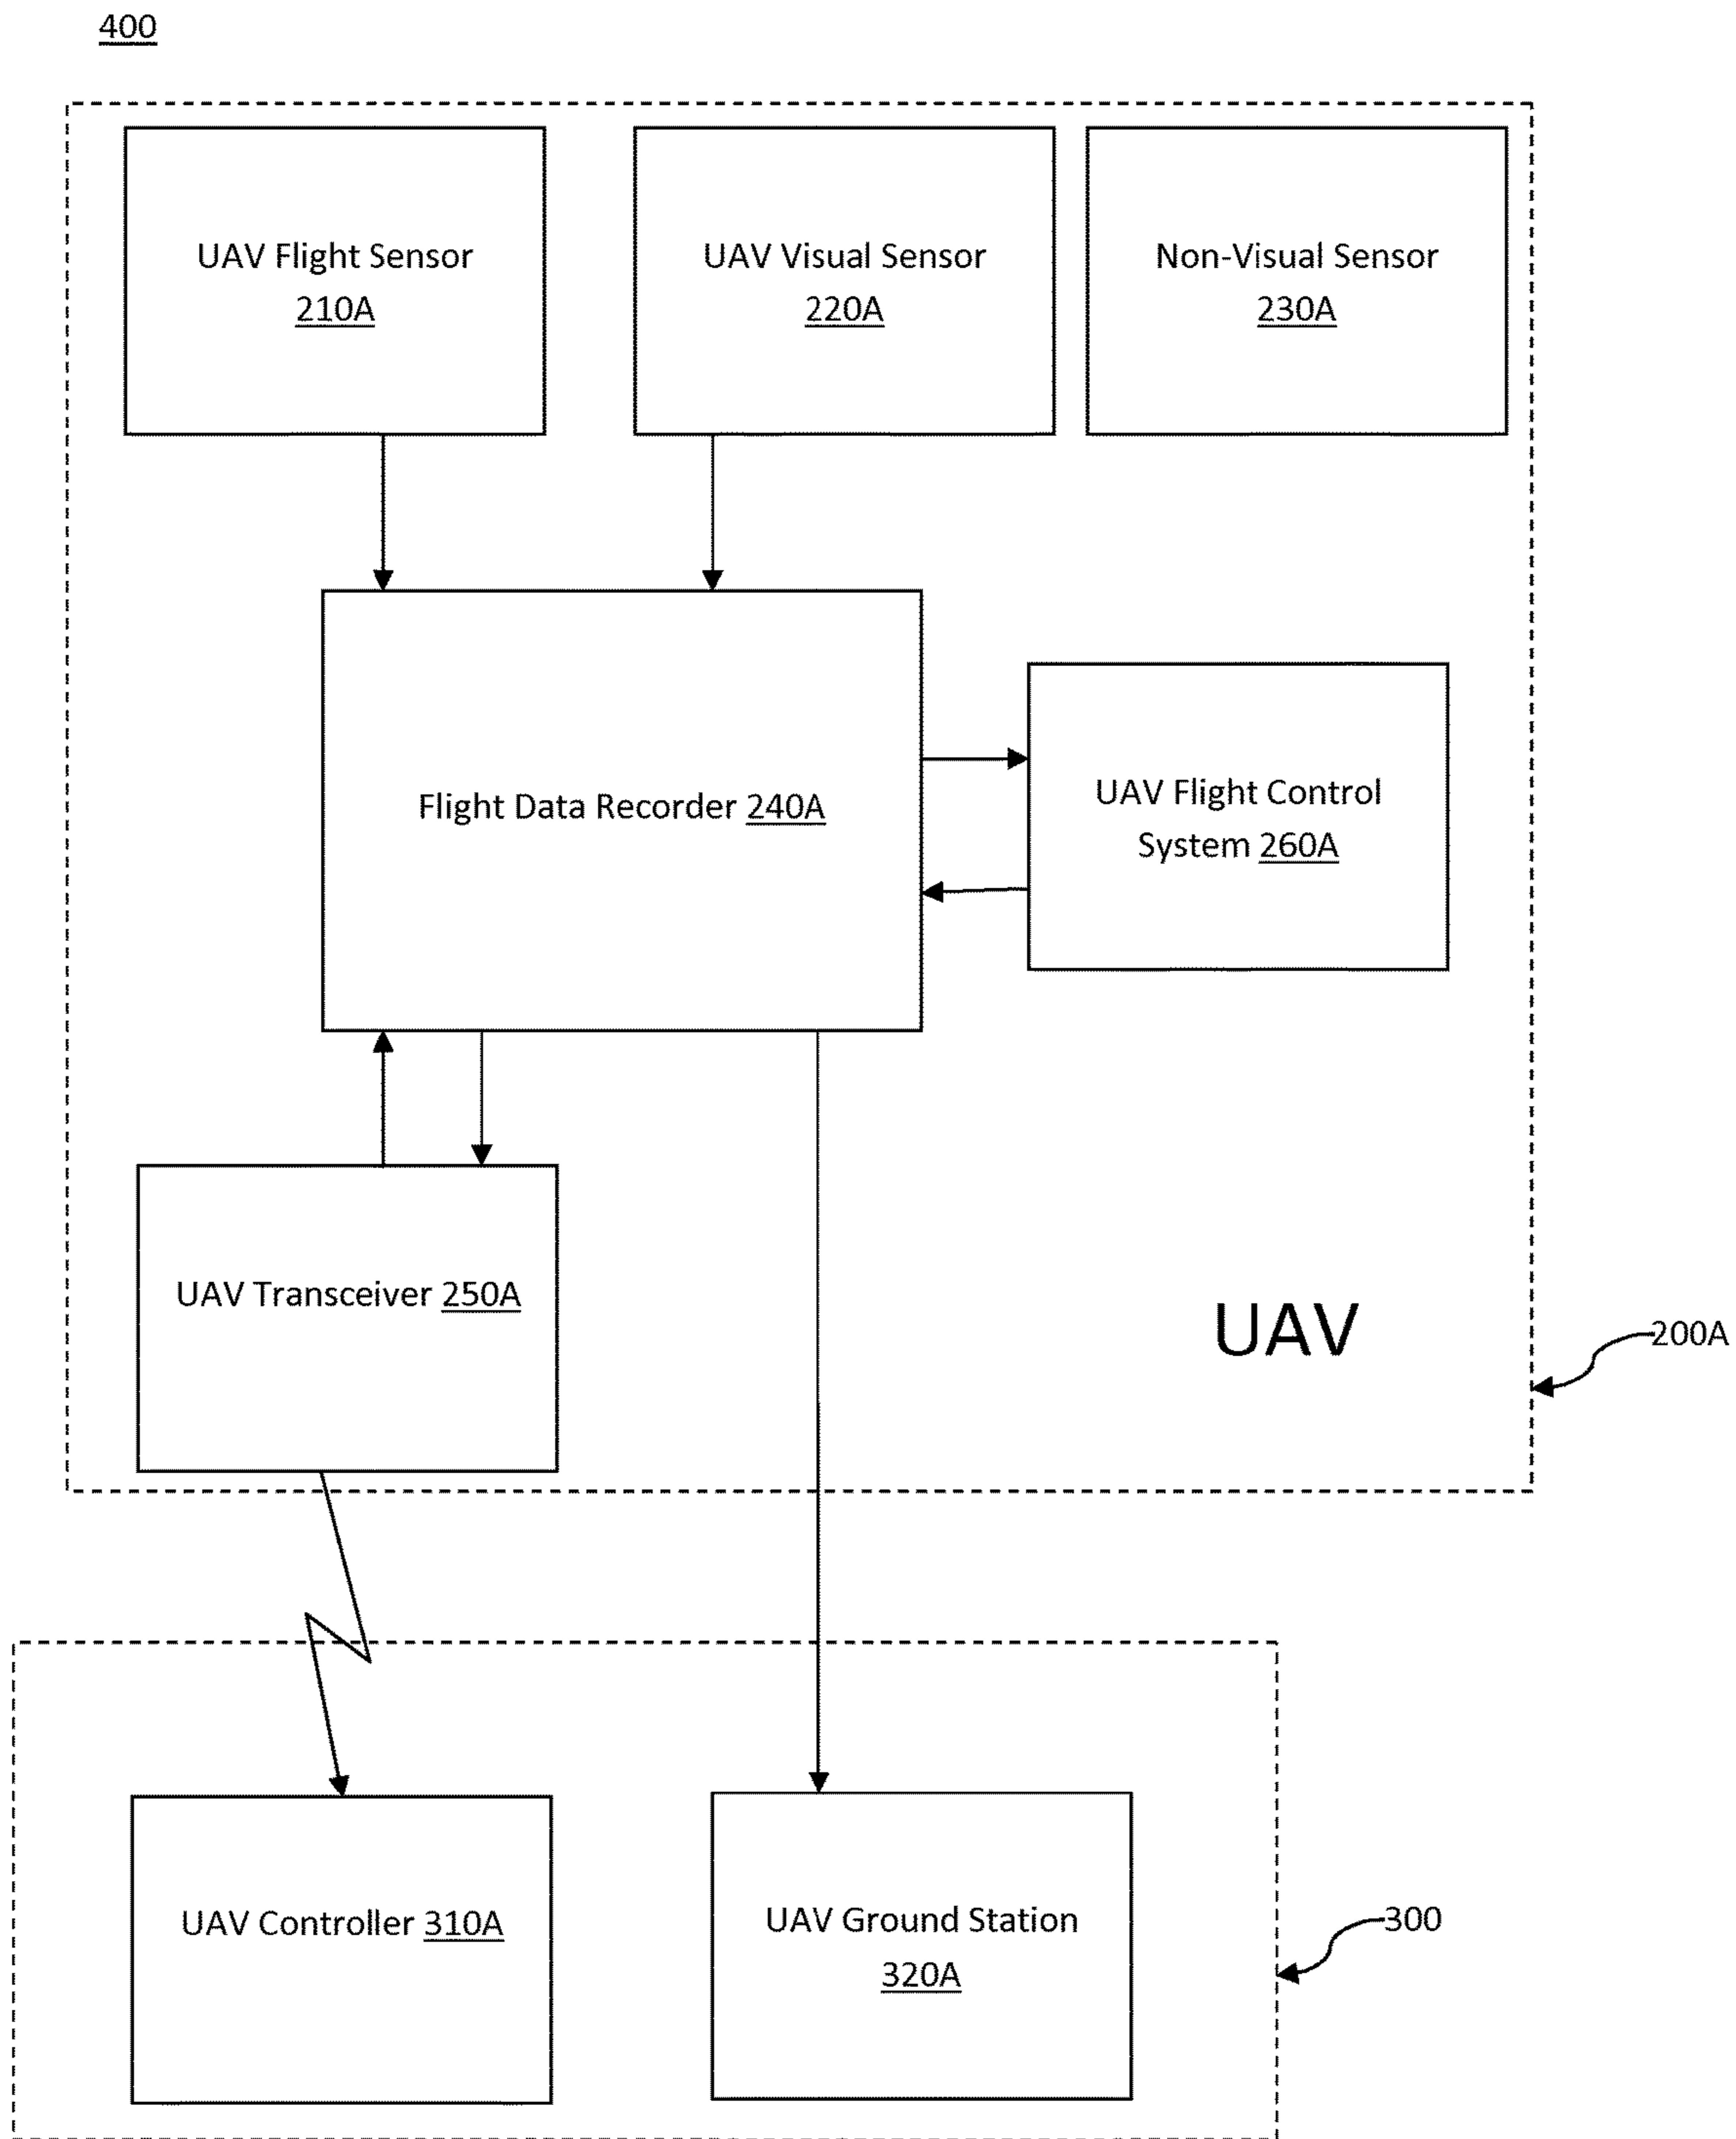 400
UAV Flight Sensor
210A
UAV Visual Sensor
220A
Non-Visual Sensor
230A
Flight Data Recorder 240A
UAV Flight Control
System 260A
UAV Transceiver 250A
UAV
200A
UAV Controller 310A
UAV Ground Station
320A
300